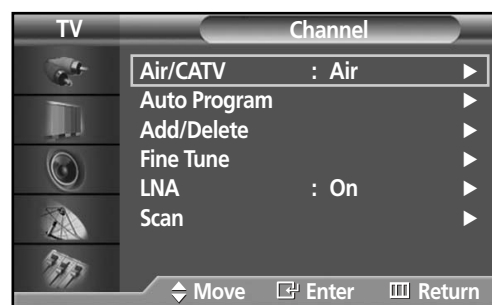 TV Channel
Air/CATV : Air
Auto Program
Add/Delete
Fine Tune
LNA : On
Scan
Move Enter Return